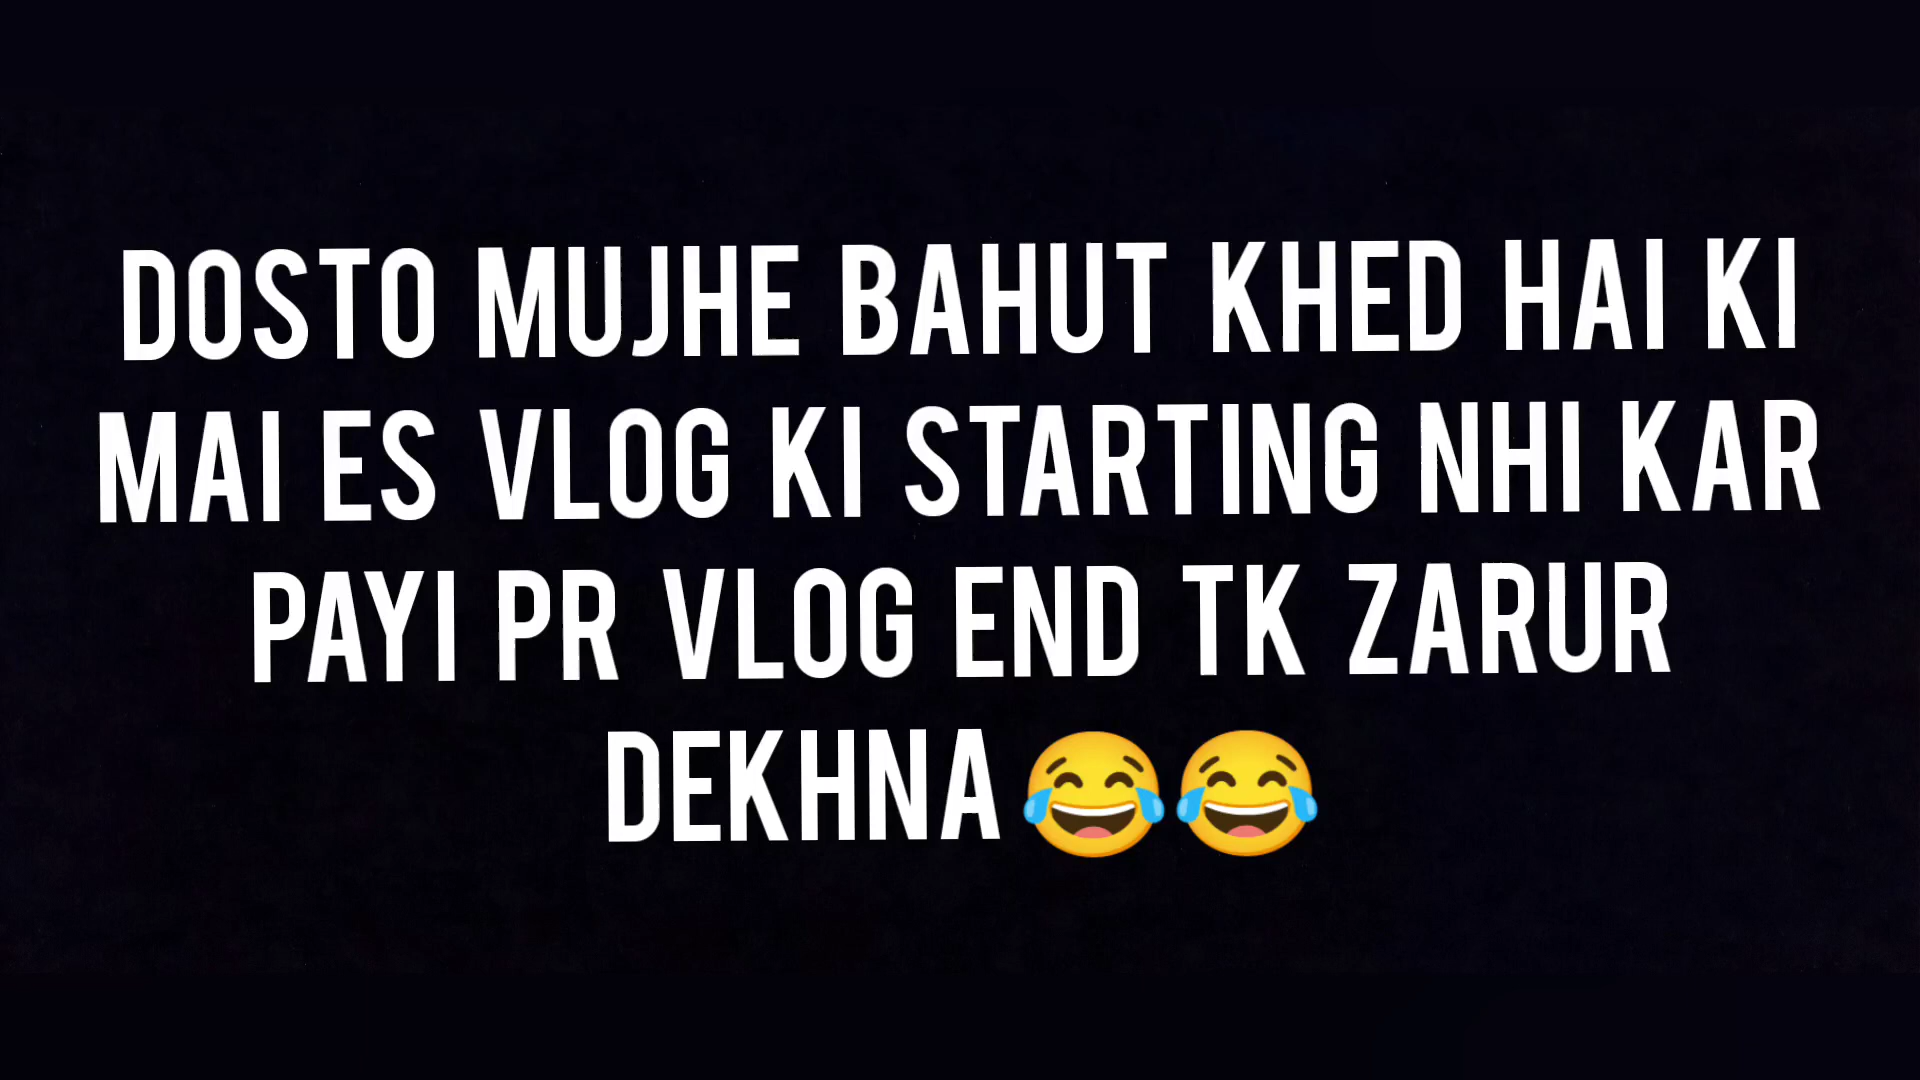 DOSTO MUJHE BAHUT KHED HAI KI
MAI ES VLOG KI STARTING NHI KAR
PAYI PR VLOG END TK ZARUR
DEKHNA 😂😂